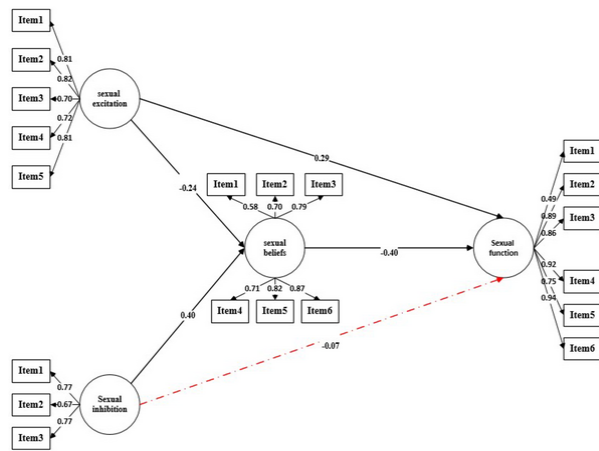 Item1
Item2
Item3
Item4
Item5
0.81
0.82
0.70
0.72
0.81
sexual
excitation
0.29
-0.24
Item1
Item2
Item3
0.58
0.70
0.79
sexual
beliefs
0.71
0.82
0.87
Item4
Item5
Item6
-0.40
0.40
-0.07
Item1
Item2
Item3
0.77
0.67
0.77
Sexual
inhibition
Sexual
function
0.49
0.89
0.86
0.92
0.75
0.94
Item1
Item2
Item3
Item4
Item5
Item6